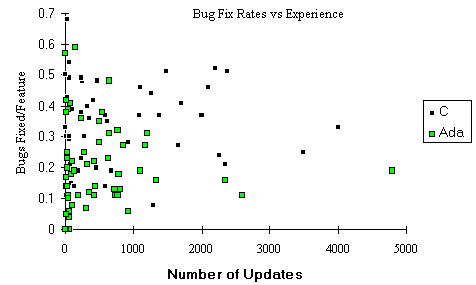 Bug Fix Rates vs Experience
0.7
0.6
0.5
0.4
0.3
0.2
0.1
0
Bugs Fixed/Feature
C
Ada
0 1000 2000 3000 4000 5000
Number of Updates